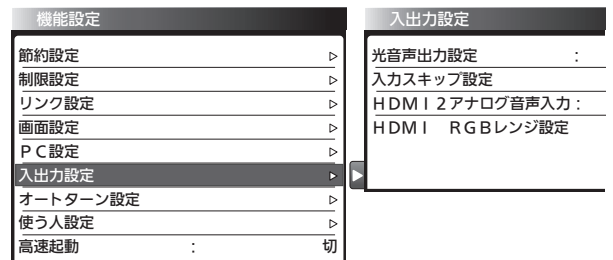 機能設定
節約設定
制限設定
リンク設定
画面設定
ＰＣ設定
入出力設定
オートターン設定
使う人設定
高速起動　：　切
入出力設定
光音声出力設定　：
入力スキップ設定
ＨＤＭＩ２アナログ音声入力：
ＨＤＭＩ　ＲＧＢレンジ設定